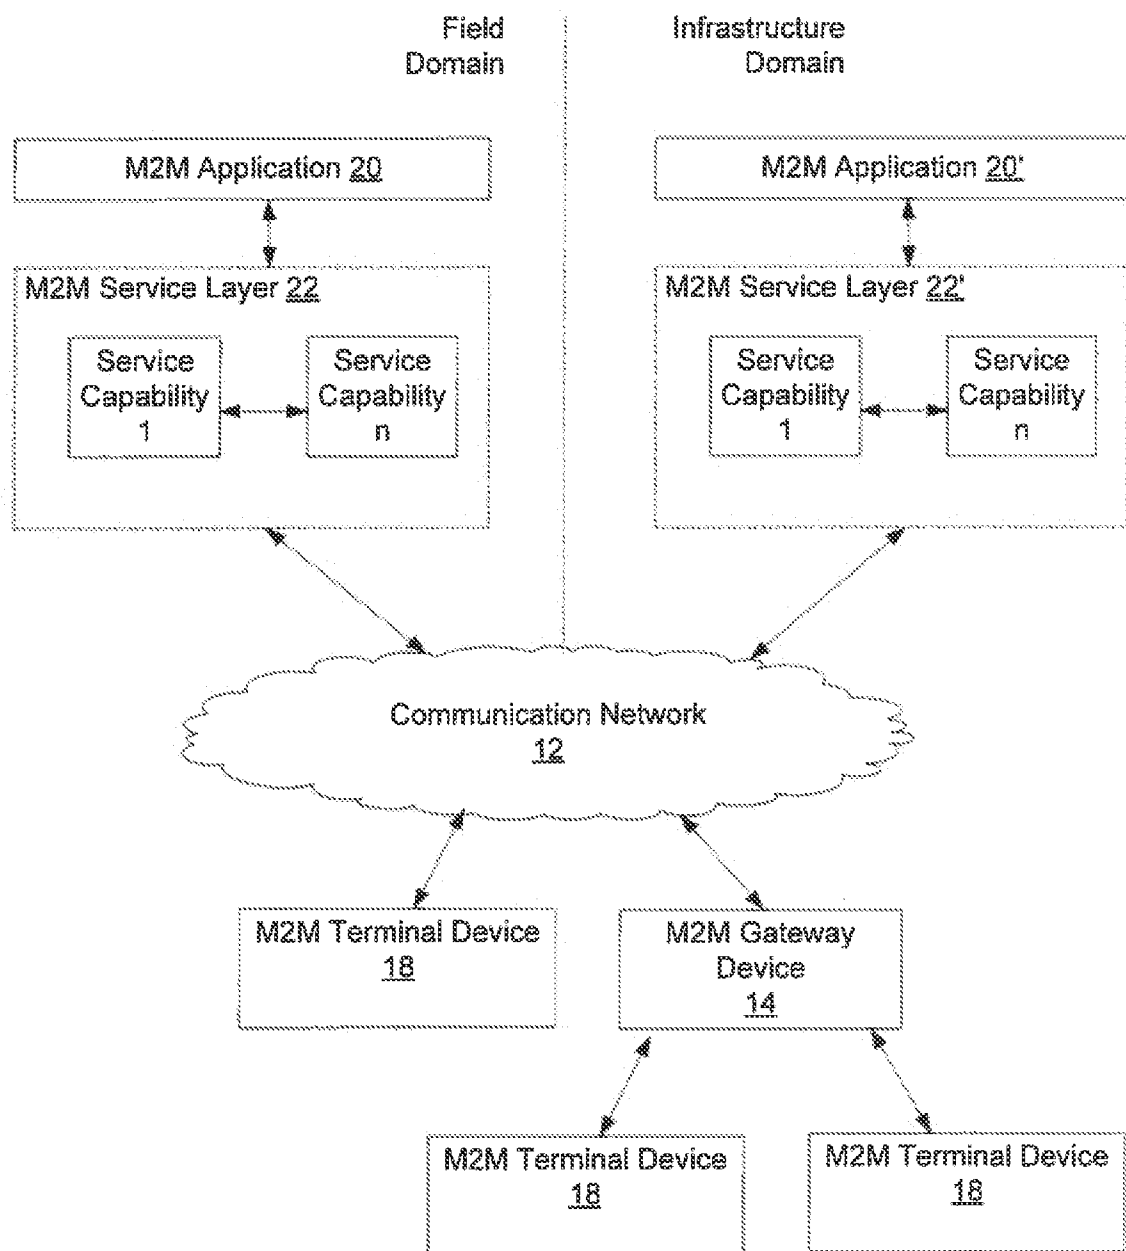 Field
Domain
Infrastructure
Domain
M2M Application 20
M2M Application 20'
M2M Service Layer 22
Service
Capability
1
Service
Capability
n
M2M Service Layer 22'
Service
Capability
1
Service
Capability
n
Communication Network
12
M2M Terminal Device
18
M2M Gateway
Device
14
M2M Terminal Device
18
M2M Terminal Device
18